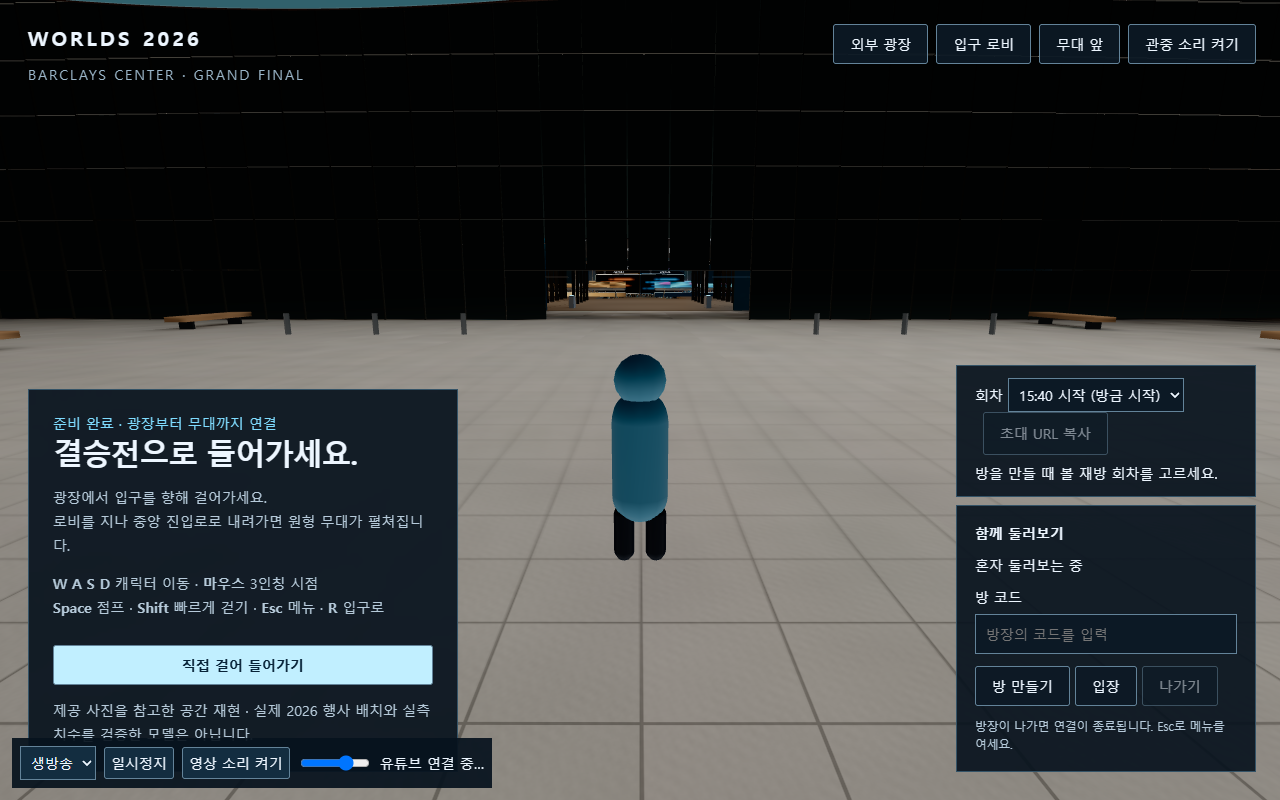 WORLDS 2026
BARCLAYS CENTER · GRAND FINAL
외부 광장
입구 로비
무대 앞
관중 소리 켜기
준비 완료 · 광장부터 무대까지 연결
결승전으로 들어가세요.
광장에서 입구를 향해 걸어가세요.
로비를 지나 중앙 진입로로 내려가면 원형 무대가 펼쳐집니
다.
W A S D 캐릭터 이동 · 마우스 3인칭 시점
Space 점프 · Shift 빠르게 걷기 · Esc 메뉴 · R 입구로
직접 걸어 들어가기
제공 사진을 참고한 공간 재현 · 실제 2026 행사 배치와 실측
치수를 검증한 모델은 아닙니다
생방송
일시정지
영상 소리 켜기
유튜브 연결 중...
회차 15:40 시작 (방금 시작)
초대 URL 복사
방을 만들 때 볼 재방 회차를 고르세요.
함께 둘러보기
혼자 둘러보는 중
방 코드
방장의 코드를 입력
방 만들기
입장
나가기
방장이 나가면 연결이 종료됩니다. Esc로 메뉴를
여세요.